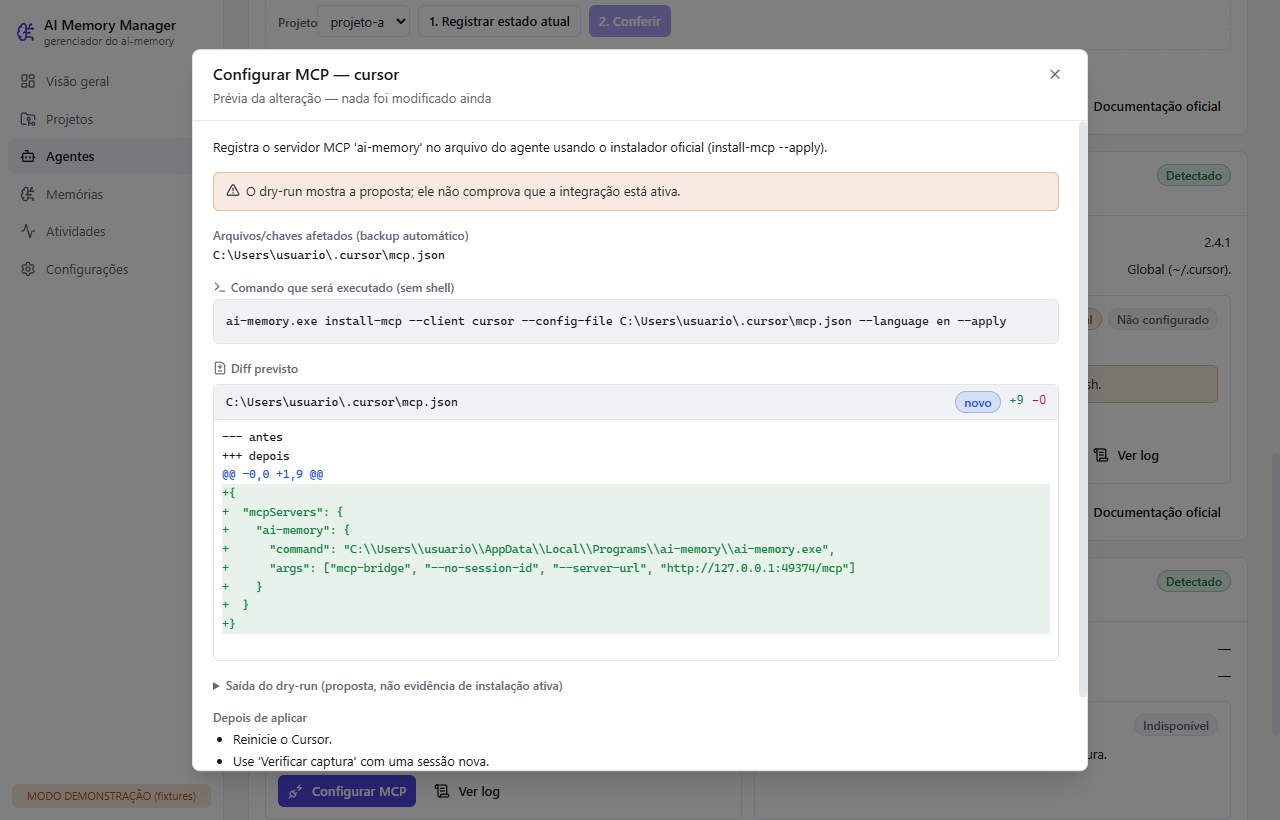 AI Memory Manager
gerenciador do ai-memory
Visão geral
Projetos
Agentes
Memórias
Atividades
Configurações
MODO DEMONSTRAÇÃO (fixtures)
Projeto
projeto-a
1. Registrar estado atual
2. Conferir
Configurar MCP — cursor
Prévia da alteração — nada foi modificado ainda
Registra o servidor MCP 'ai-memory' no arquivo do agente usando o instalador oficial (install-mcp --apply).
O dry-run mostra a proposta; ele não comprova que a integração está ativa.
Arquivos/chaves afetados (backup automático)
C:\Users\usuario\.cursor\mcp.json
Comando que será executado (sem shell)
ai-memory.exe install-mcp --client cursor --config-file C:\Users\usuario\.cursor\mcp.json --language en --apply
Diff previsto
C:\Users\usuario\.cursor\mcp.json
novo +9 −0
--- antes
+++ depois
@@ -0,0 +1,9 @@
+{
+  "mcpServers": {
+    "ai-memory": {
+      "command": "C:\\Users\\usuario\\AppData\\Local\\Programs\\ai-memory\\ai-memory.exe",
+      "args": ["mcp-bridge", "--no-session-id", "--server-url", "http://127.0.0.1:49374/mcp"]
+    }
+  }
+}
Saída do dry-run (proposta, não evidência de instalação ativa)
Depois de aplicar
• Reinicie o Cursor.
• Use 'Verificar captura' com uma sessão nova.
Configurar MCP
Ver log
Documentação oficial
Detectado
2.4.1
Global (~/.cursor).
Não configurado
Ver log
Documentação oficial
Detectado
—
—
Indisponível